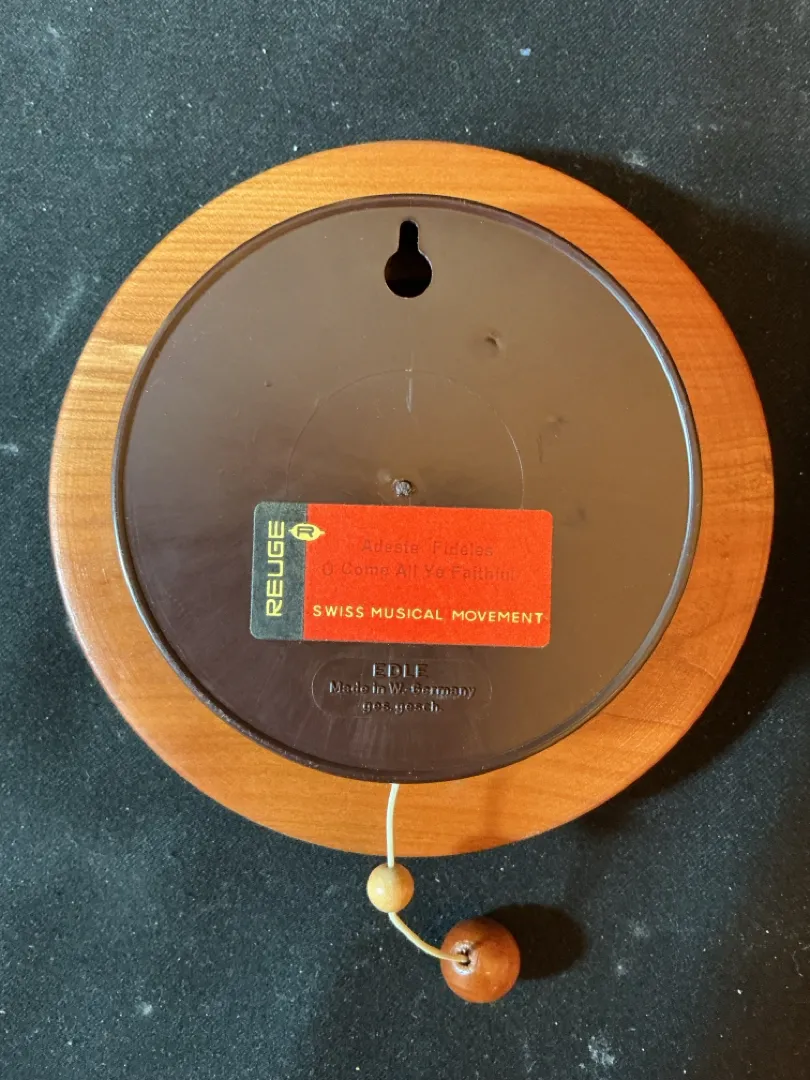 REUGE
R
Adeste Fideles
O Come All Ye Faithful
SWISS MUSICAL MOVEMENT
EDLE
Made in W.-Germany
ges.gesch.